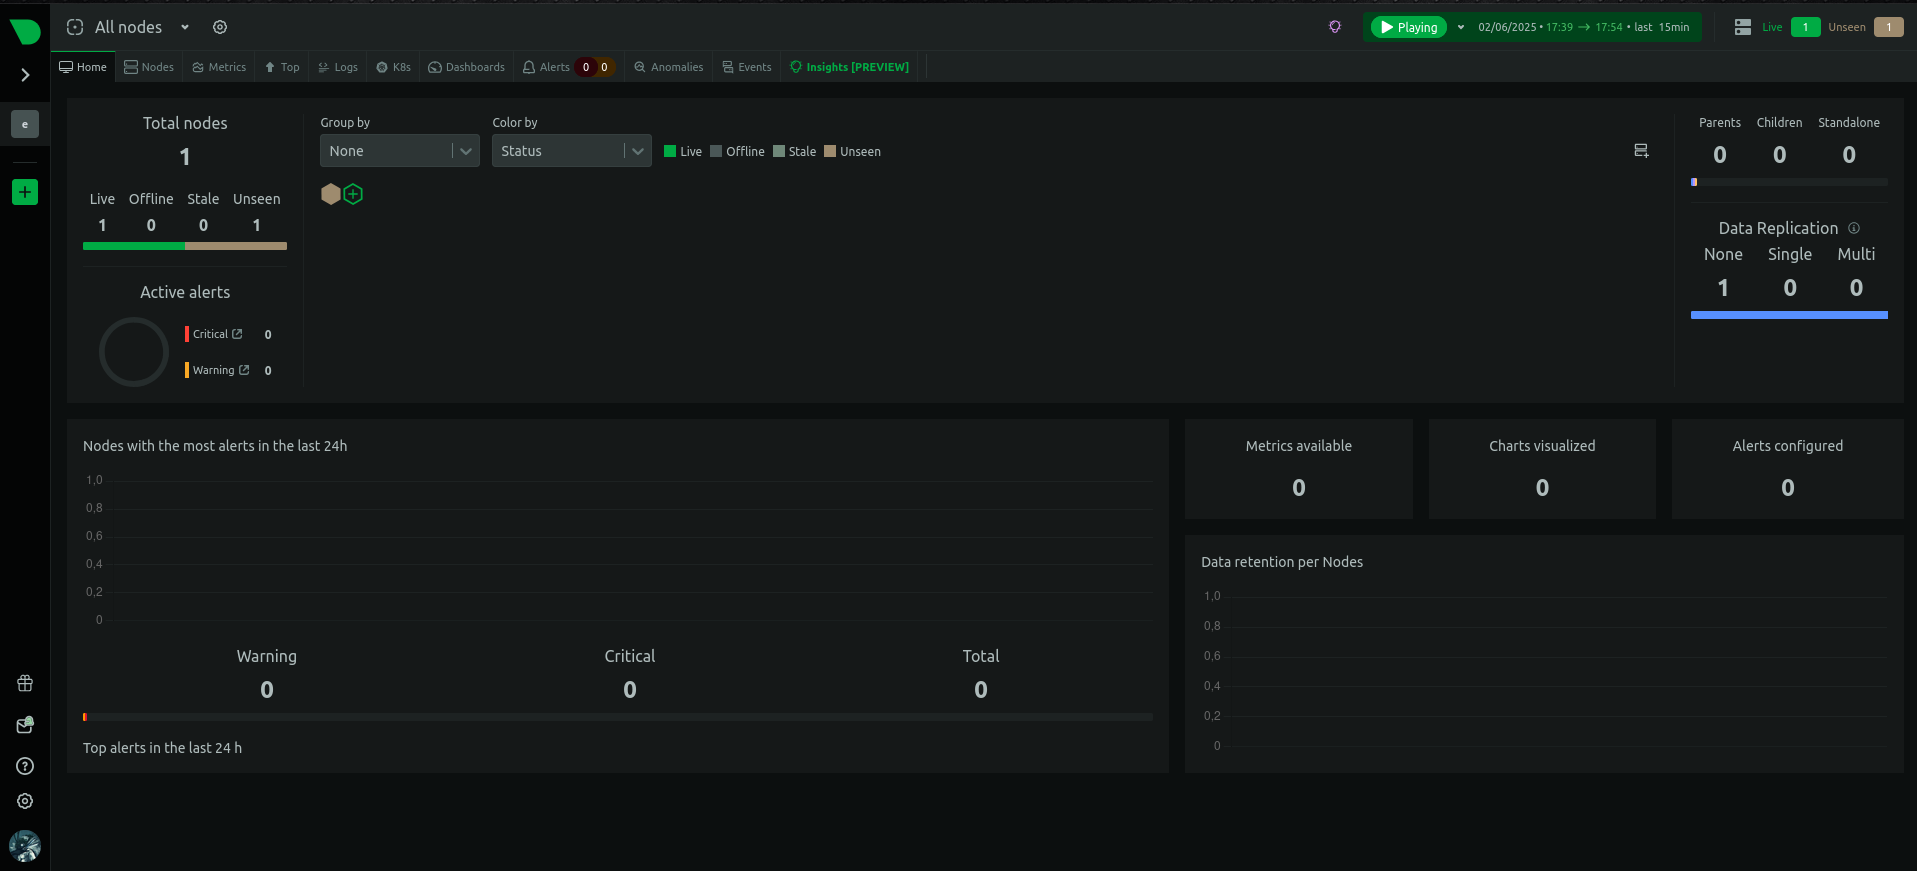 All nodes
Playing 02/06/2025 • 17:39 → 17:54 • last 15min
Live 1 Unseen 1
Home Nodes Metrics Top Logs K8s Dashboards Alerts 0 0 Anomalies Events Insights [PREVIEW]
e
Total nodes
1
Live Offline Stale Unseen
1 0 0 1
Active alerts
Critical 0
Warning 0
Group by
None
Color by
Status
Live Offline Stale Unseen
Parents Children Standalone
0 0 0
Data Replication
None Single Multi
1 0 0
Nodes with the most alerts in the last 24h
1,0
0,8
0,6
0,4
0,2
0
Warning Critical Total
0 0 0
Top alerts in the last 24 h
Metrics available
0
Charts visualized
0
Alerts configured
0
Data retention per Nodes
1,0
0,8
0,6
0,4
0,2
0